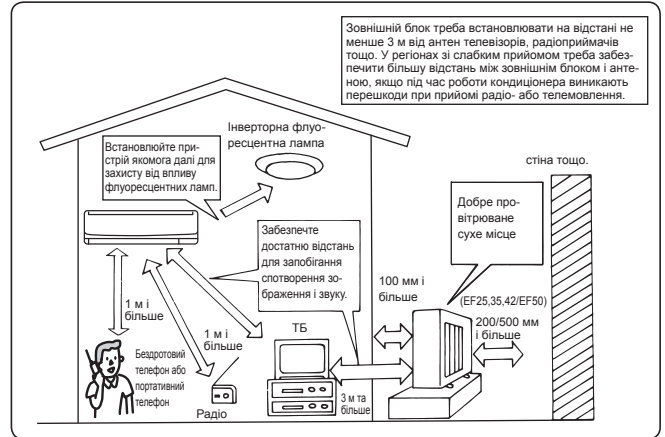 Зовнішній блок треба встановлювати на відстані не
менше 3 м від антен телевізорів, радіоприймачів
тощо. У регіонах зі слабким прийомом треба забез-
печити більшу відстань між зовнішнім блоком і анте-
ною, якщо під час роботи кондиціонера виникають
перешкоди при прийомі радіо- або телемовлення.
Інверторна флуо-
ресцентна лампа
Встановлюйте при-
стрій якомога далі для
захисту від впливу
флуоресцентних ламп.
стіна тощо.
Добре про-
вітрюване
сухе місце
Забезпечте
достатню відстань
для запобігання
спотворення зо-
браження і звуку.
100 мм і
більше
(EF25,35,42/EF50)
200/500 мм
і більше
1 м і
більше
1 м і
більше
ТБ
Бездротовий
телефон або
портативний
телефон
Радіо
3 м та
більше